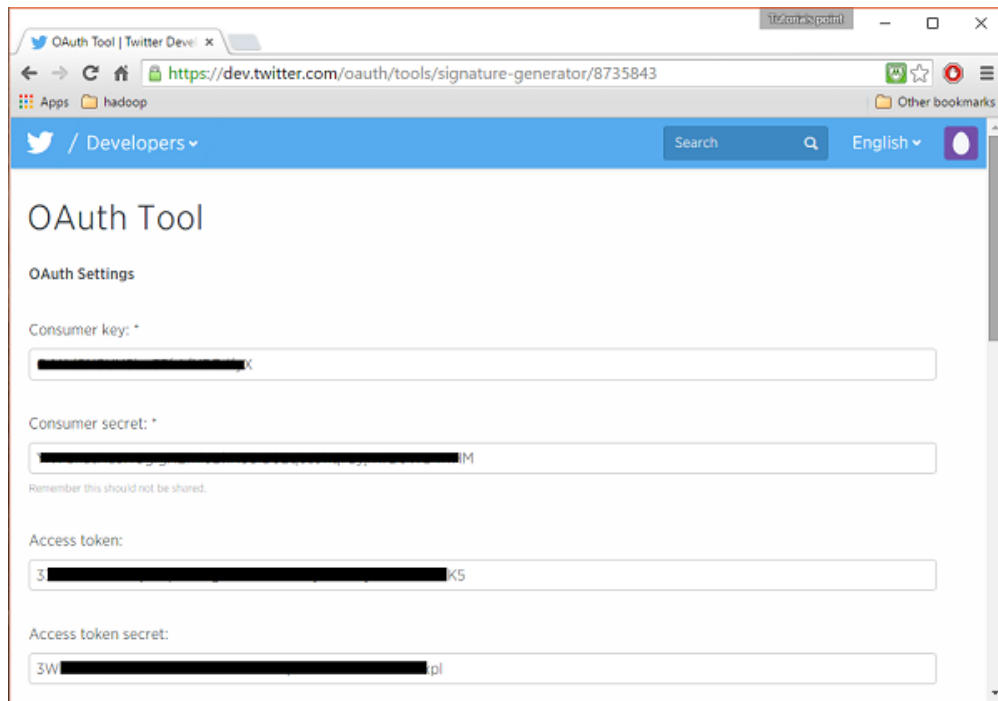 Tutorials point
OAuth Tool | Twitter Devel
https://dev.twitter.com/oauth/tools/signature-generator/8735843
Apps hadoop Other bookmarks
/ Developers Search English
OAuth Tool
OAuth Settings
Consumer key: *
X
Consumer secret: *
IM
Remember this should not be shared.
Access token:
3 K5
Access token secret:
3W pl